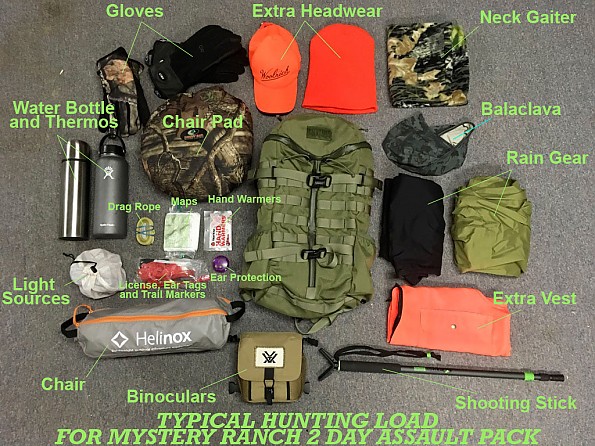 Gloves
Extra Headwear
Neck Gaiter
Woolrich
Water Bottle
and Thermos
Chair Pad
Balaclava
Rain Gear
Drag Rope
Maps
Hand Warmers
HAND
WARMERS
Light
Sources
License, Ear Tags
and Trail Markers
Ear Protection
Extra Vest
Helinox
Chair
Binoculars
Shooting Stick
TYPICAL HUNTING LOAD
FOR MYSTERY RANCH 2 DAY ASSAULT PACK